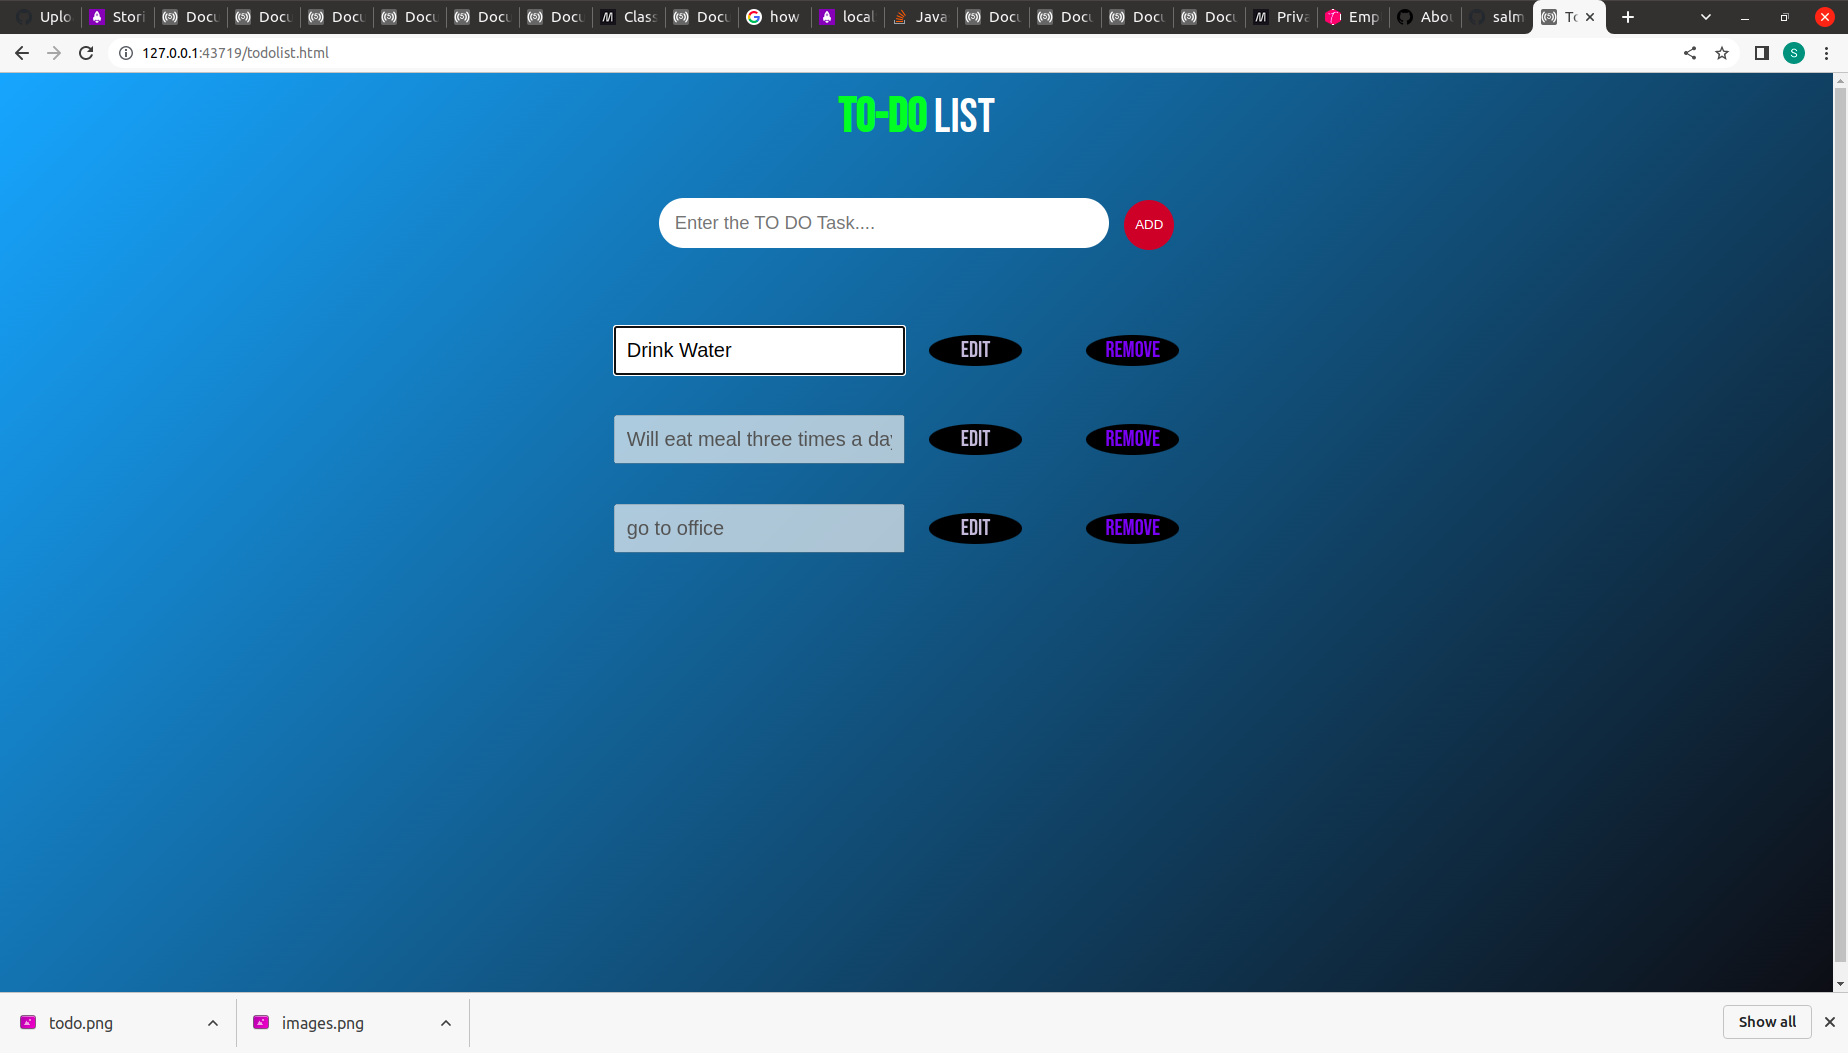 Uplo Stori Docu Docu Docu Docu Docu Docu Class Docu how local Java Docu Docu Docu Docu Priva Emp Abou salm To
127.0.0.1:43719/todolist.html S
TO-DO LIST
Enter the TO DO Task.... ADD
Drink Water EDIT REMOVE
Will eat meal three times a day EDIT REMOVE
go to office EDIT REMOVE
todo.png images.png Show all